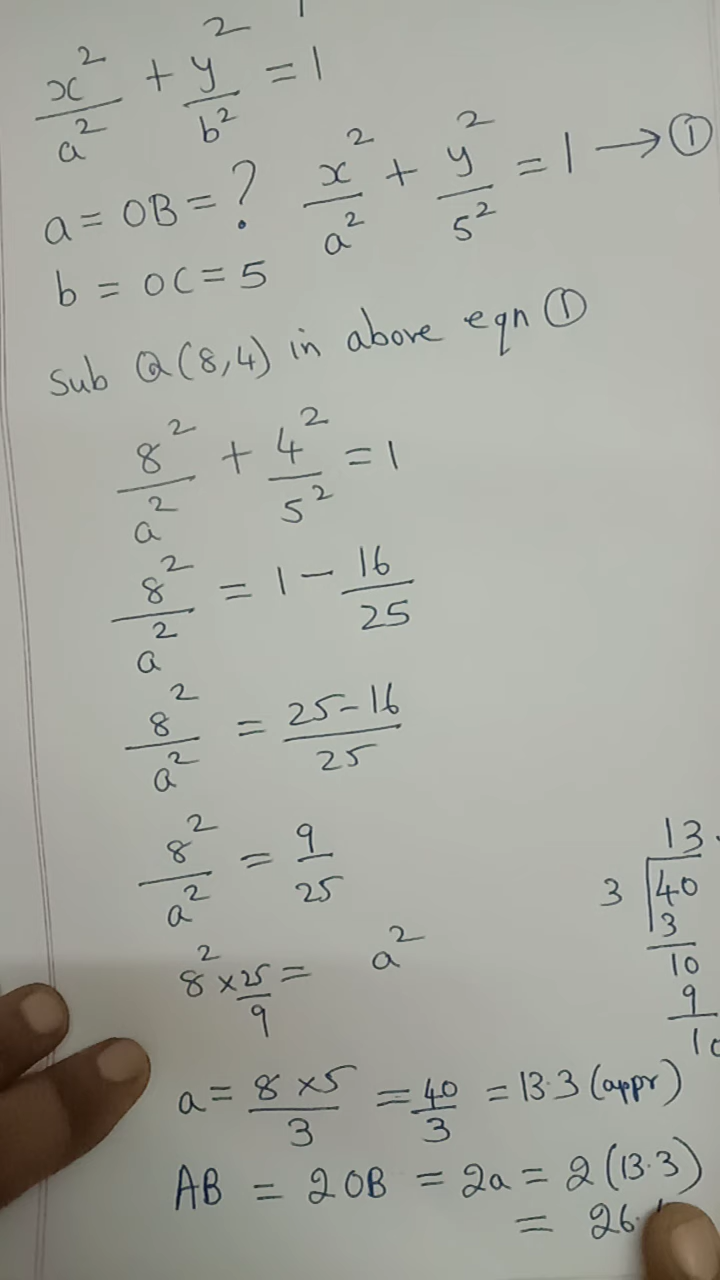 x²/a² + y²/b² = 1
a = OB = ? x²/a² + y²/5² = 1 → ①
b = OC = 5
Sub Q(8,4) in above eqn ①
8²/a² + 4²/5² = 1
8²/a² = 1 - 16/25
8²/a² = 25-16/25
8²/a² = 9/25
8² × 25/9 = a²
13.
3 40
3
10
9
10
a = 8×5/3 = 40/3 = 13.3 (appr)
AB = 2OB = 2a = 2(13.3)
= 26.